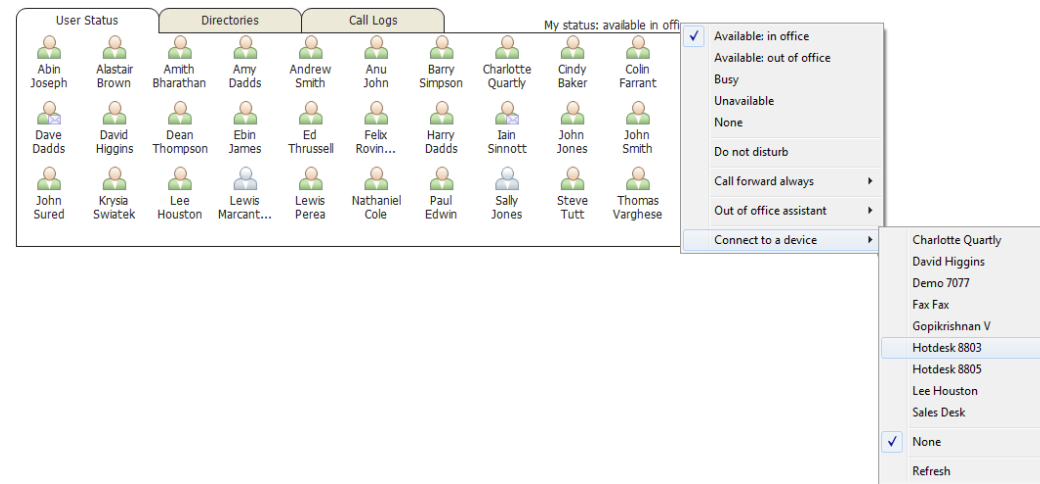 User Status
Directories
Call Logs
My status: available in offi
Abin Joseph
Alastair Brown
Amith Bharathan
Amy Dadds
Andrew Smith
Anu John
Barry Simpson
Charlotte Quartly
Cindy Baker
Colin Farrant
Dave Dadds
David Higgins
Dean Thompson
Ebin James
Ed Thrussell
Felix Rovin...
Harry Dadds
Iain Sinnott
John Jones
John Smith
John Sured
Krysia Swiatek
Lee Houston
Lewis Marcant...
Lewis Perea
Nathaniel Cole
Paul Edwin
Sally Jones
Steve Tutt
Thomas Varghese
Available: in office
Available: out of office
Busy
Unavailable
None
Do not disturb
Call forward always
Out of office assistant
Connect to a device
Charlotte Quartly
David Higgins
Demo 7077
Fax Fax
Gopikrishnan V
Hotdesk 8803
Hotdesk 8805
Lee Houston
Sales Desk
None
Refresh